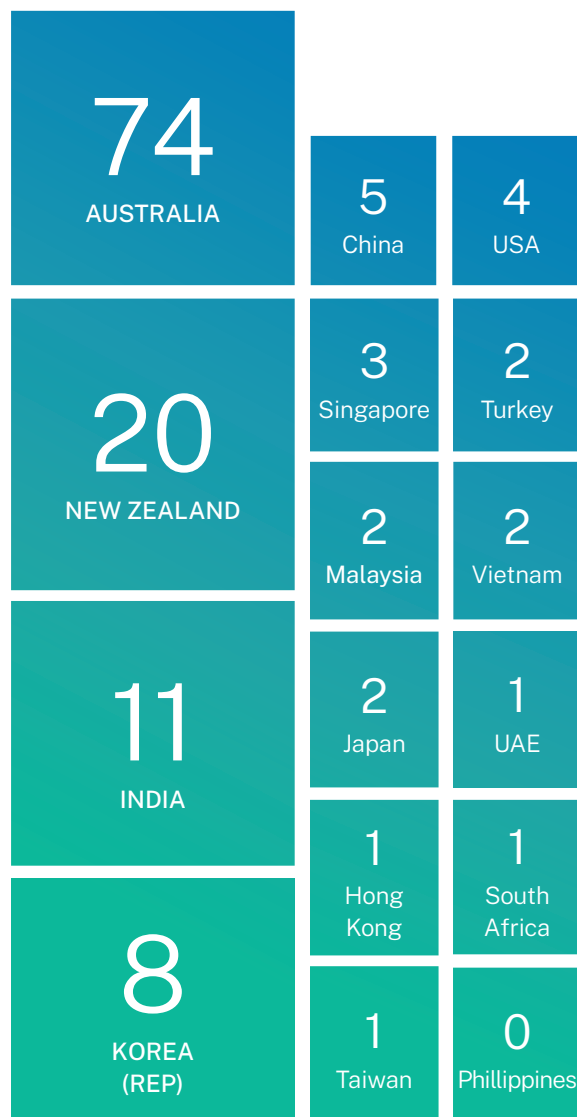 74
AUSTRALIA
5
China
4
USA
20
NEW ZEALAND
3
Singapore
2
Turkey
2
Malaysia
2
Vietnam
11
INDIA
2
Japan
1
UAE
1
Hong
Kong
1
South
Africa
8
KOREA
(REP)
1
Taiwan
0
Phillippines